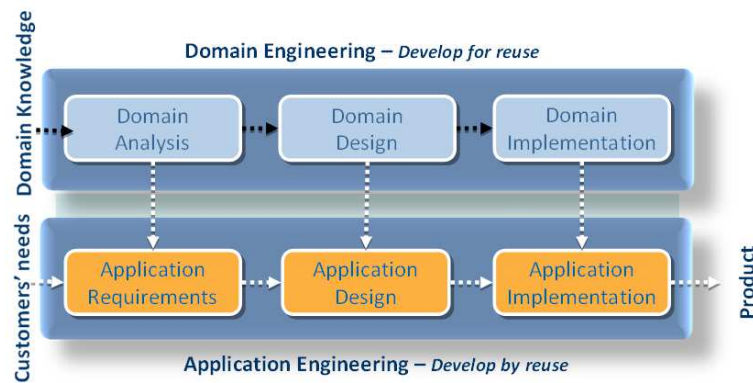 Domain Engineering – Develop for reuse
Domain Knowledge
Domain
Analysis
Domain
Design
Domain
Implementation
Customers' needs
Application
Requirements
Application
Design
Application
Implementation
Product
Application Engineering – Develop by reuse